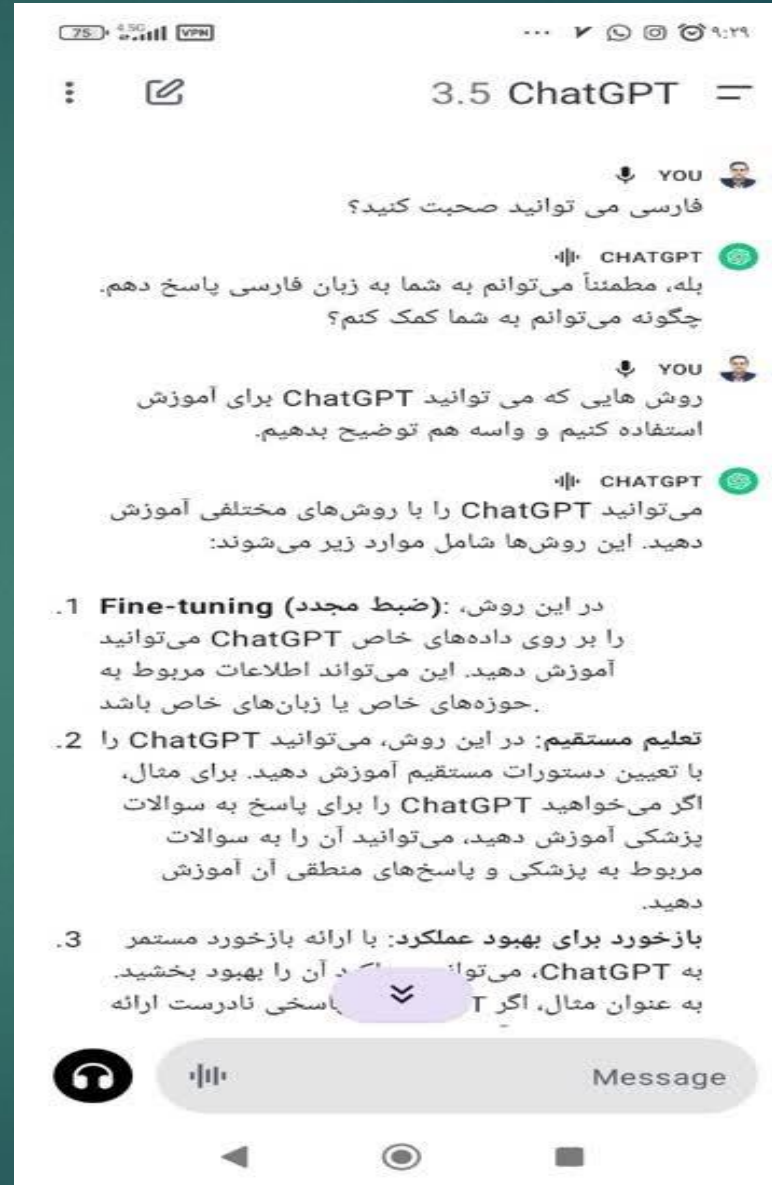 75 4.5G VPN ۹:۲۹
3.5 ChatGPT
YOU
فارسی می توانید صحبت کنید؟
CHATGPT
بله، مطمئناً می‌توانم به شما به زبان فارسی پاسخ دهم.
چگونه می‌توانم به شما کمک کنم؟
YOU
روش هایی که می توانید ChatGPT برای آموزش
استفاده کنیم و واسه هم توضیح بدهیم.
CHATGPT
می‌توانید ChatGPT را با روش‌های مختلفی آموزش
دهید. این روش‌ها شامل موارد زیر می‌شوند:
1. Fine-tuning (ضبط مجدد): در این روش،
را بر روی داده‌های خاص ChatGPT می‌توانید
آموزش دهید. این می‌تواند اطلاعات مربوط به
حوزه‌های خاص یا زبان‌های خاص باشد.
2. تعلیم مستقیم: در این روش، می‌توانید ChatGPT را
با تعیین دستورات مستقیم آموزش دهید. برای مثال،
اگر می‌خواهید ChatGPT را برای پاسخ به سوالات
پزشکی آموزش دهید، می‌توانید آن را به سوالات
مربوط به پزشکی و پاسخ‌های منطقی آن آموزش
دهید.
3. بازخورد برای بهبود عملکرد: با ارائه بازخورد مستمر
به ChatGPT، آن را بهبود بخشید.
به عنوان مثال، اگر نادرست ارائه
Message